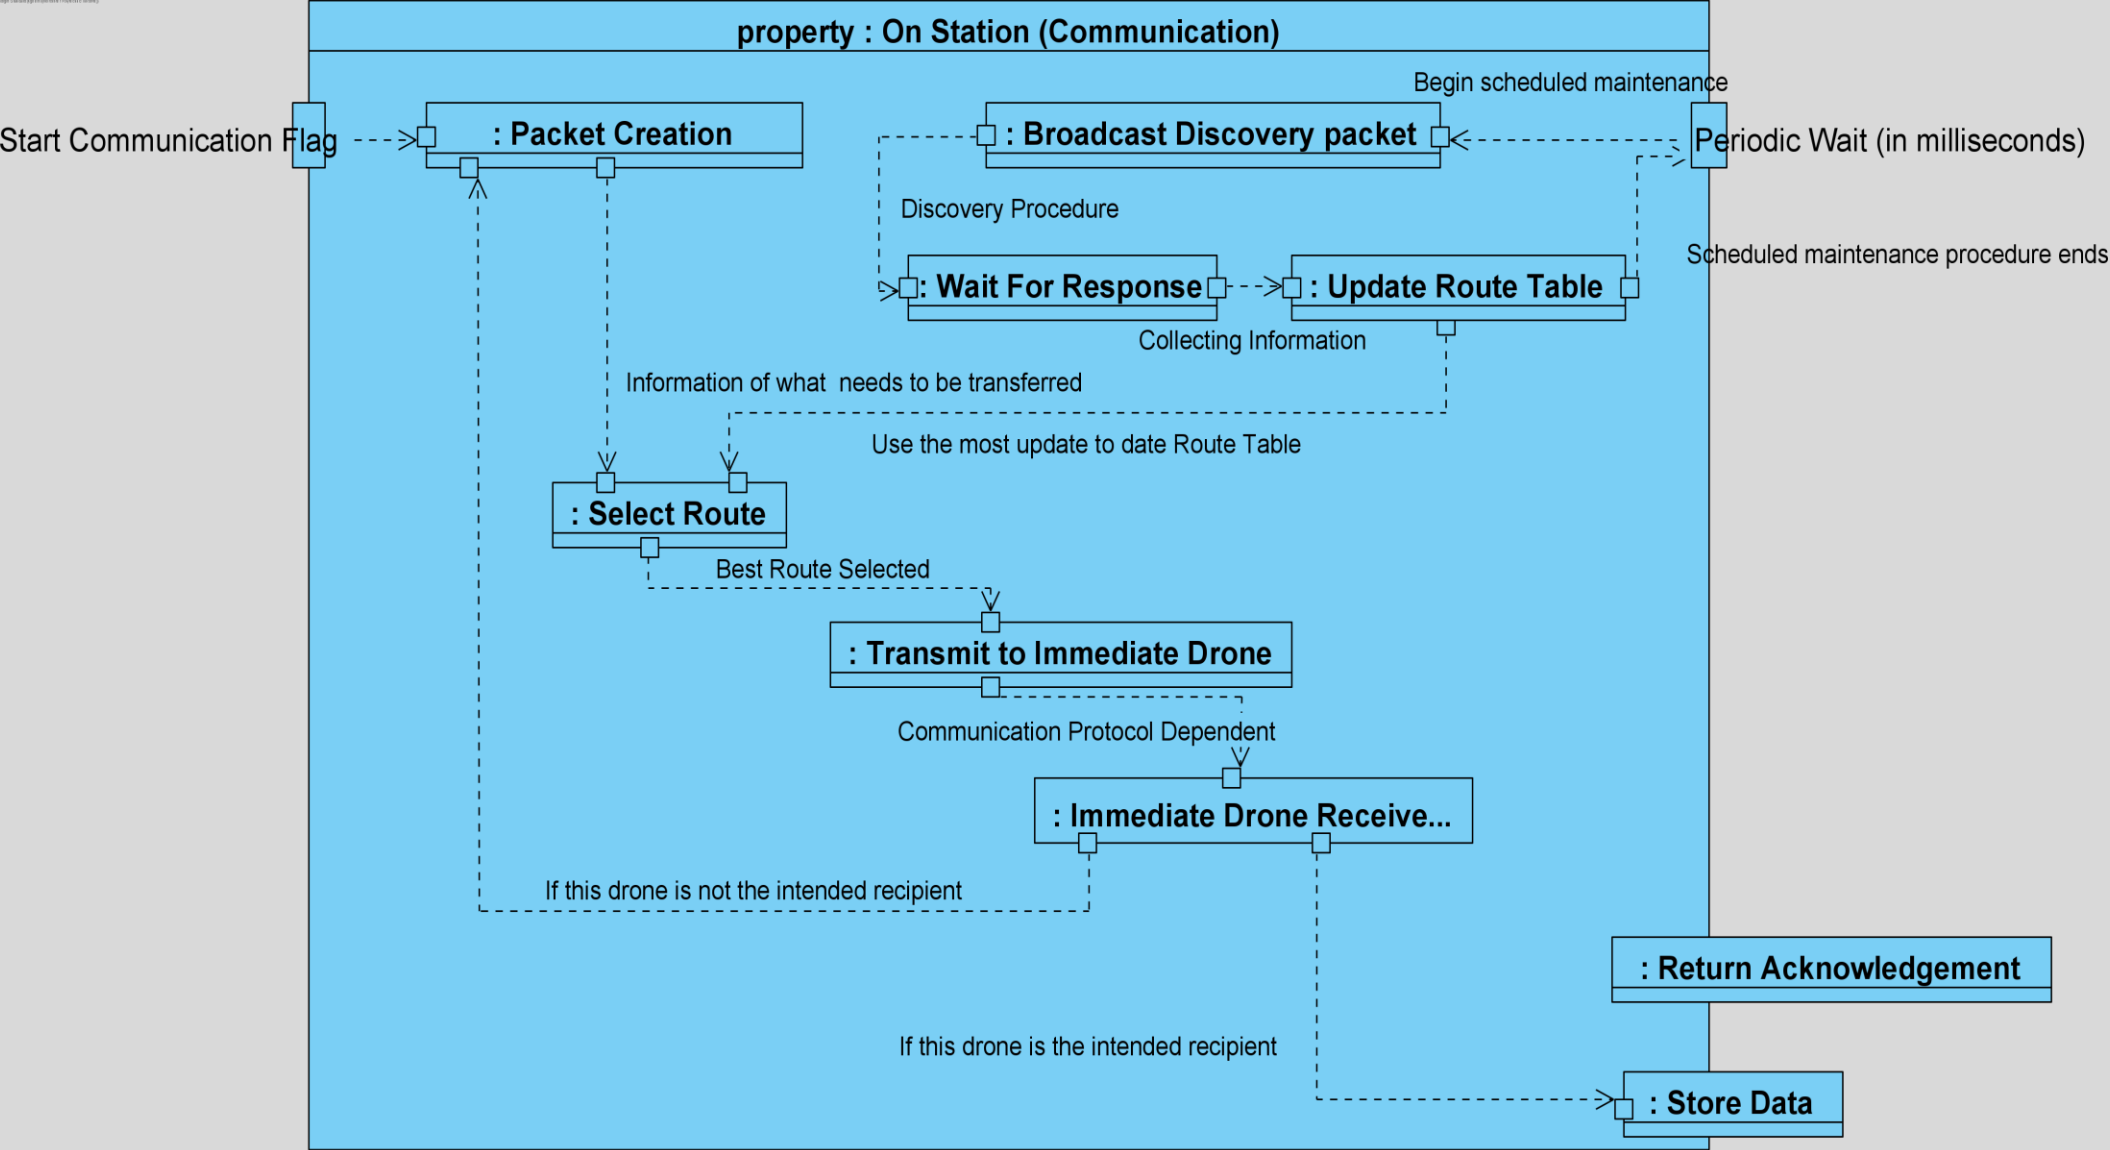 property : On Station (Communication)
Begin scheduled maintenance
Start Communication Flag
: Packet Creation
: Broadcast Discovery packet
Periodic Wait (in milliseconds)
Discovery Procedure
Scheduled maintenance procedure ends
: Wait For Response
: Update Route Table
Collecting Information
Information of what  needs to be transferred
Use the most update to date Route Table
: Select Route
Best Route Selected
: Transmit to Immediate Drone
Communication Protocol Dependent
: Immediate Drone Receive...
If this drone is not the intended recipient
: Return Acknowledgement
If this drone is the intended recipient
: Store Data